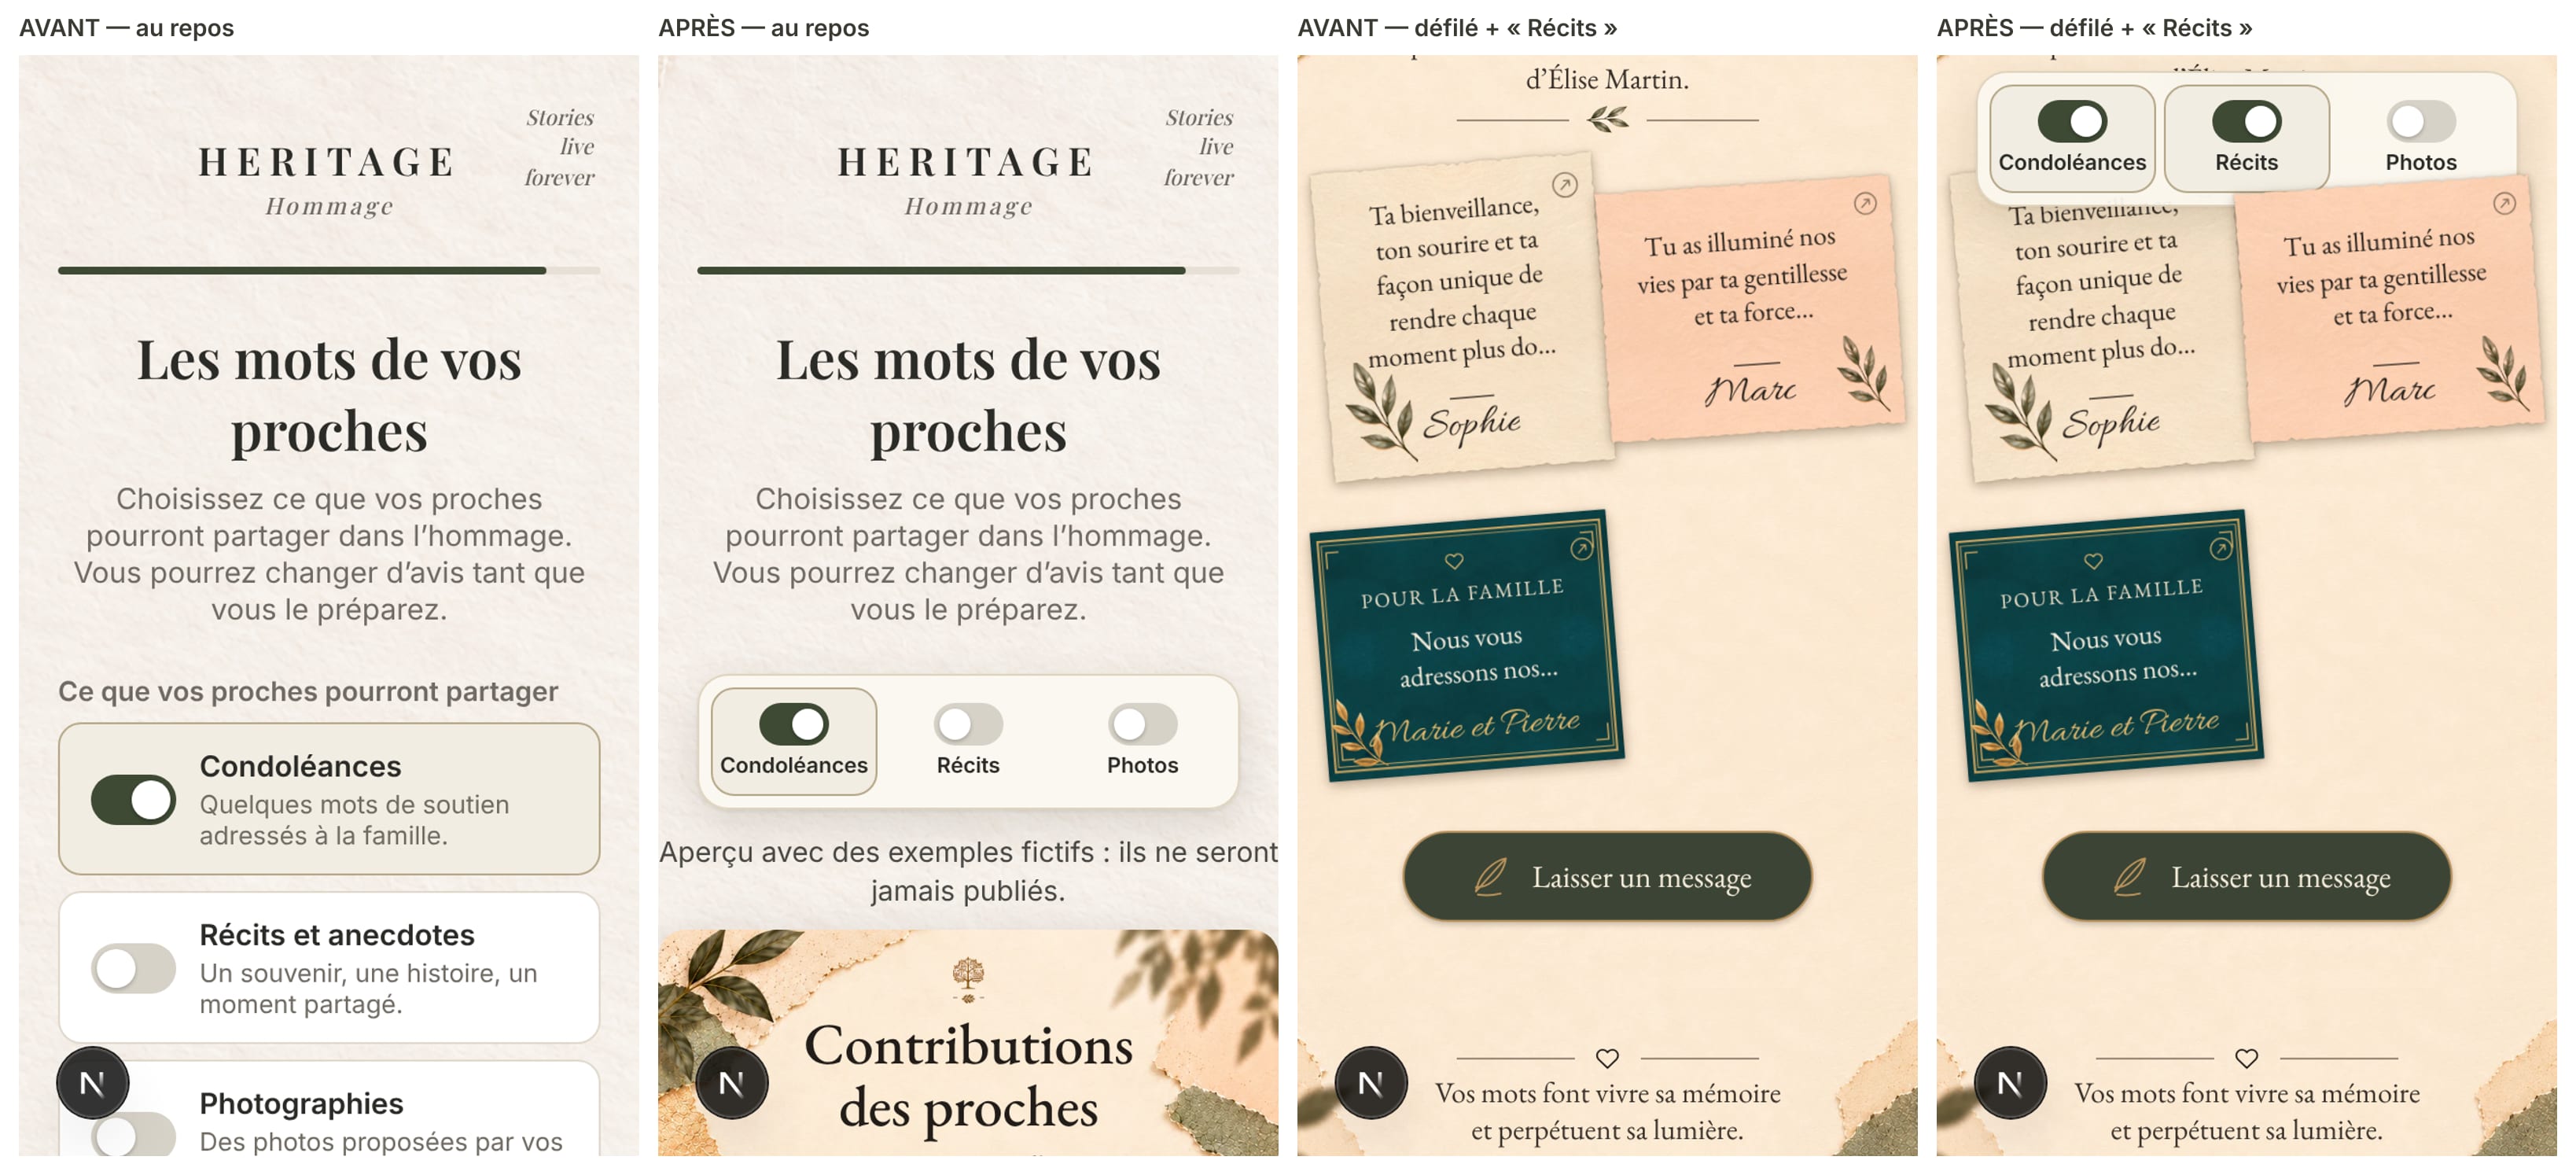 AVANT — au repos
HERITAGE
Hommage
Stories
live
forever
Les mots de vos
proches
Choisissez ce que vos proches
pourront partager dans l’hommage.
Vous pourrez changer d’avis tant que
vous le préparez.
Ce que vos proches pourront partager
Condoléances
Quelques mots de soutien
adressés à la famille.
Récits et anecdotes
Un souvenir, une histoire, un
moment partagé.
Photographies
Des photos proposées par vos
N
APRÈS — au repos
HERITAGE
Hommage
Stories
live
forever
Les mots de vos
proches
Choisissez ce que vos proches
pourront partager dans l’hommage.
Vous pourrez changer d’avis tant que
vous le préparez.
Condoléances
Récits
Photos
Aperçu avec des exemples fictifs : ils ne seront
jamais publiés.
Contributions
des proches
N
AVANT — défilé + « Récits »
d’Élise Martin.
Ta bienveillance,
ton sourire et ta
façon unique de
rendre chaque
moment plus do...
Sophie
Tu as illuminé nos
vies par ta gentillesse
et ta force...
Marc
POUR LA FAMILLE
Nous vous
adressons nos...
Marie et Pierre
Laisser un message
Vos mots font vivre sa mémoire
et perpétuent sa lumière.
N
APRÈS — défilé + « Récits »
Condoléances
Récits
Photos
Ta bienveillance,
ton sourire et ta
façon unique de
rendre chaque
moment plus do...
Sophie
Tu as illuminé nos
vies par ta gentillesse
et ta force...
Marc
POUR LA FAMILLE
Nous vous
adressons nos...
Marie et Pierre
Laisser un message
Vos mots font vivre sa mémoire
et perpétuent sa lumière.
N